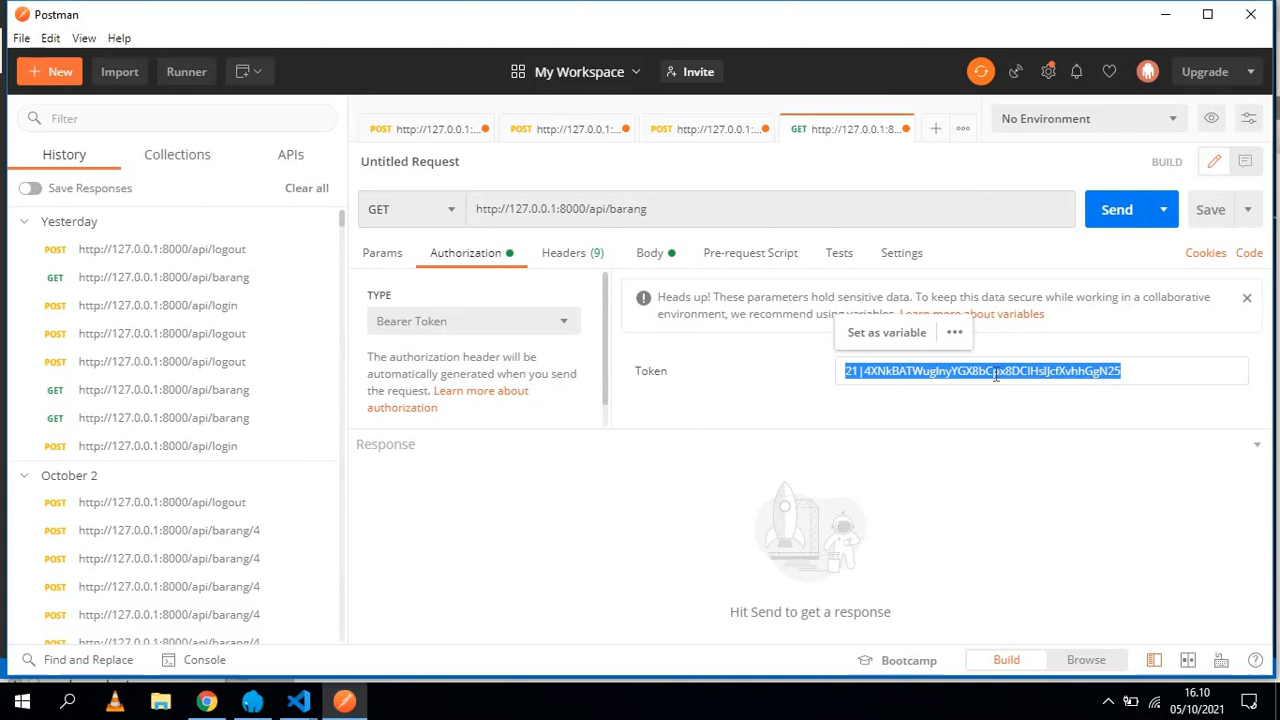 Postman
File Edit View Help
New Import Runner My Workspace Invite Upgrade
Filter
History Collections APIs
Save Responses Clear all
Yesterday
POST http://127.0.0.1:8000/api/logout
GET http://127.0.0.1:8000/api/barang
POST http://127.0.0.1:8000/api/login
POST http://127.0.0.1:8000/api/logout
POST http://127.0.0.1:8000/api/logout
GET http://127.0.0.1:8000/api/barang
GET http://127.0.0.1:8000/api/barang
POST http://127.0.0.1:8000/api/login
October 2
POST http://127.0.0.1:8000/api/logout
POST http://127.0.0.1:8000/api/barang/4
POST http://127.0.0.1:8000/api/barang/4
POST http://127.0.0.1:8000/api/barang/4
POST http://127.0.0.1:8000/api/barang/4
POST http://127.0.0.1:8000/api/barang/4
POST http://127.0.0.1:... POST http://127.0.0.1:... POST http://127.0.0.1:... GET http://127.0.0.1:8... No Environment
Untitled Request BUILD
GET http://127.0.0.1:8000/api/barang Send Save
Params Authorization Headers (9) Body Pre-request Script Tests Settings Cookies Code
TYPE
Bearer Token
The authorization header will be
automatically generated when you send
the request. Learn more about
authorization
Heads up! These parameters hold sensitive data. To keep this data secure while working in a collaborative
environment, we recommend using variables. Learn more about variables
Set as variable
Token
Response
Hit Send to get a response
Find and Replace Console Bootcamp Build Browse
16.10
05/10/2021